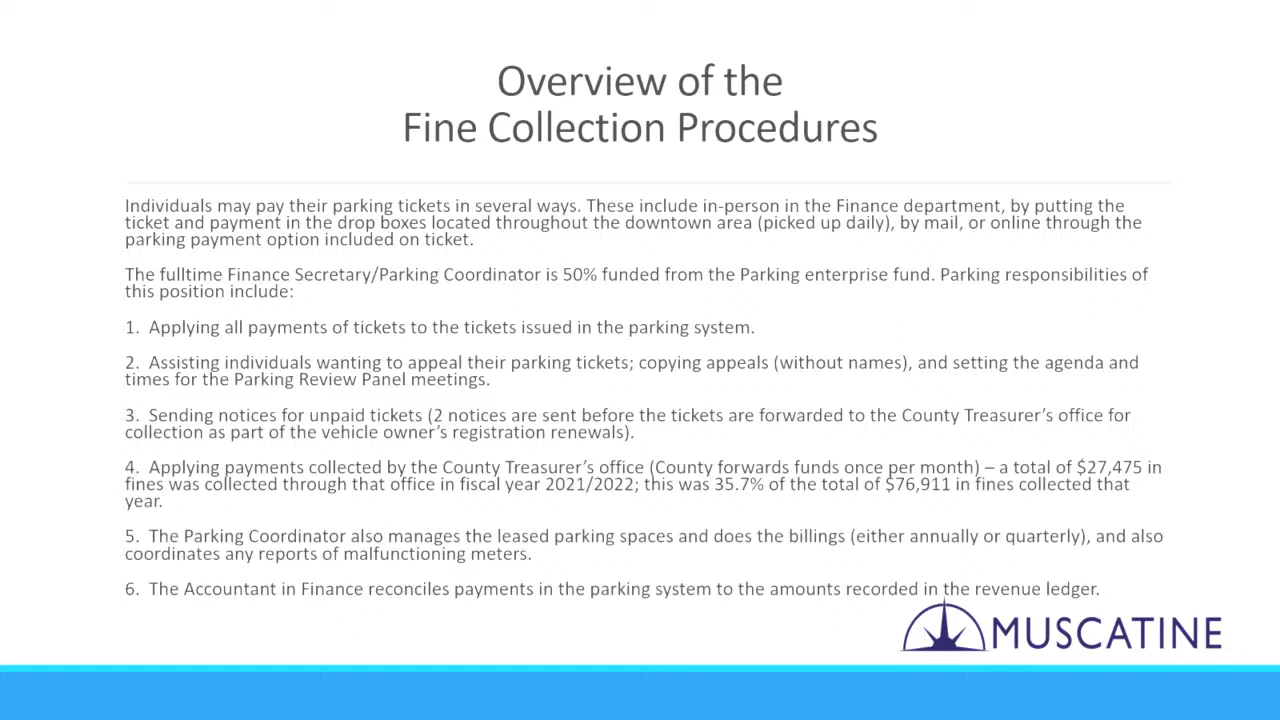 Overview of the
Fine Collection Procedures
Individuals may pay their parking tickets in several ways. These include in-person in the Finance department, by putting the
ticket and payment in the drop boxes located throughout the downtown area (picked up daily), by mail, or online through the
parking payment option included on ticket.
The fulltime Finance Secretary/Parking Coordinator is 50% funded from the Parking enterprise fund. Parking responsibilities of
this position include:
1. Applying all payments of tickets to the tickets issued in the parking system.
2. Assisting individuals wanting to appeal their parking tickets; copying appeals (without names), and setting the agenda and
times for the Parking Review Panel meetings.
3. Sending notices for unpaid tickets (2 notices are sent before the tickets are forwarded to the County Treasurer's office for
collection as part of the vehicle owner's registration renewals).
4. Applying payments collected by the County Treasurer's office (County forwards funds once per month) – a total of $27,475 in
fines was collected through that office in fiscal year 2021/2022; this was 35.7% of the total of $76,911 in fines collected that
year.
5. The Parking Coordinator also manages the leased parking spaces and does the billings (either annually or quarterly), and also
coordinates any reports of malfunctioning meters.
6. The Accountant in Finance reconciles payments in the parking system to the amounts recorded in the revenue ledger.
MUSCATINE